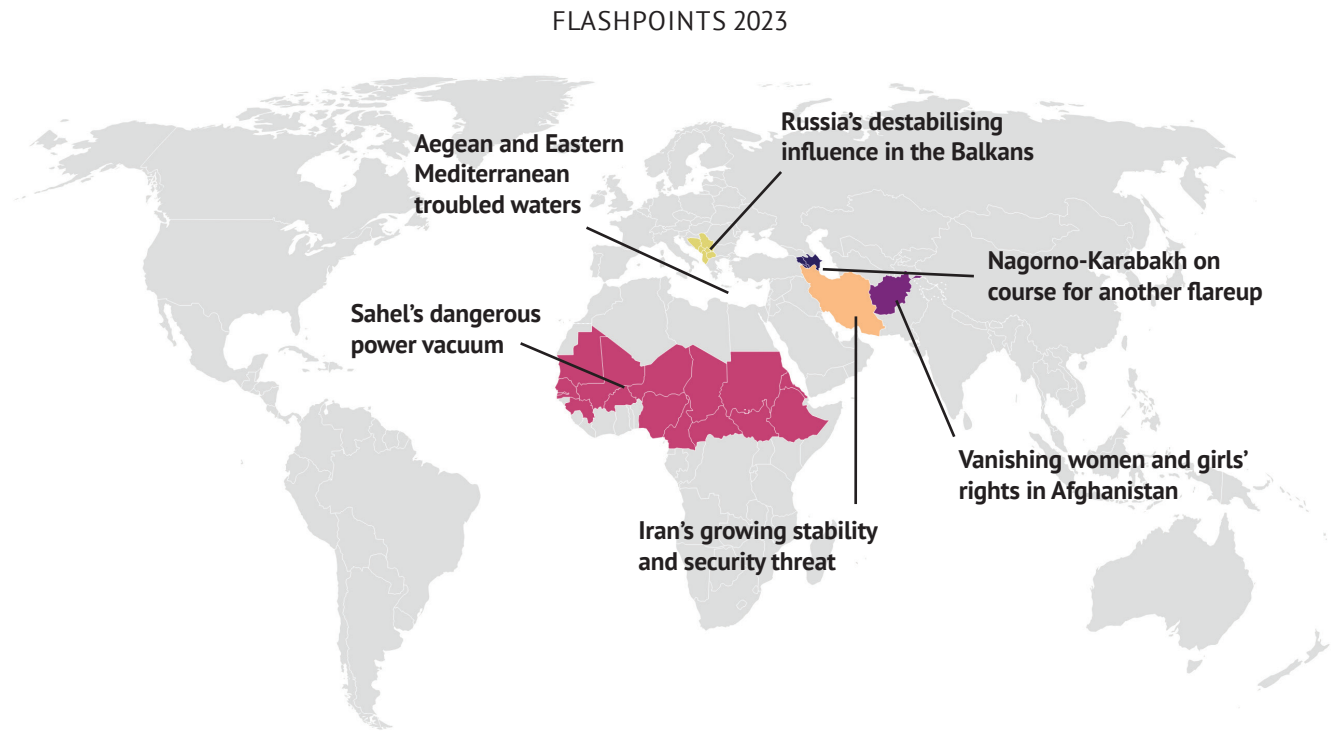 FLASHPOINTS 2023
Russia's destabilising
influence in the Balkans
Aegean and Eastern
Mediterranean
troubled waters
Nagorno-Karabakh on
course for another flareup
Sahel's dangerous
power vacuum
Vanishing women and girls'
rights in Afghanistan
Iran's growing stability
and security threat